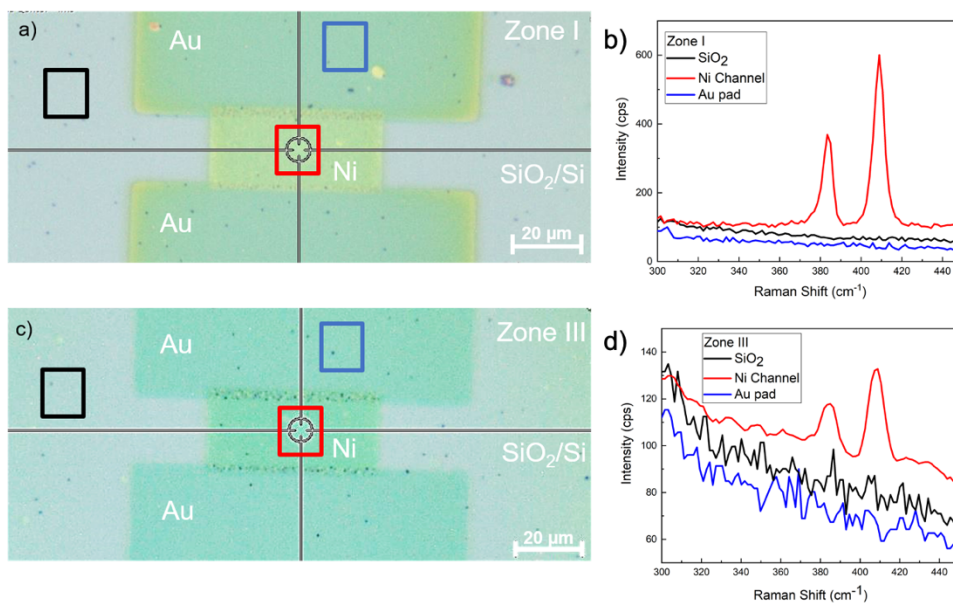 a)
Au
Zone I
Ni
SiO₂/Si
Au
20 µm
b)
Zone I
SiO₂
Ni Channel
Au pad
Intensity (cps)
600
400
200
0
300 320 340 360 380 400 420 440
Raman Shift (cm⁻¹)
c)
Au
Zone III
Ni
SiO₂/Si
Au
20 µm
d)
Zone III
SiO₂
Ni Channel
Au pad
Intensity (cps)
140
120
100
80
60
300 320 340 360 380 400 420 440
Raman Shift (cm⁻¹)